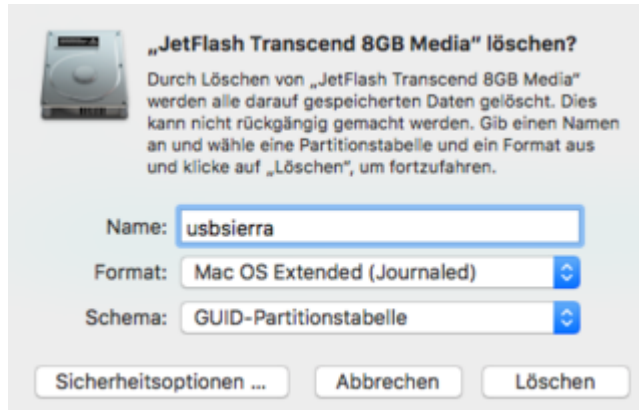 „JetFlash Transcend 8GB Media“ löschen?
Durch Löschen von „JetFlash Transcend 8GB Media“
werden alle darauf gespeicherten Daten gelöscht. Dies
kann nicht rückgängig gemacht werden. Gib einen Namen
an und wähle eine Partitionstabelle und ein Format aus
und klicke auf „Löschen“, um fortzufahren.
Name: usbsierra
Format: Mac OS Extended (Journaled)
Schema: GUID-Partitionstabelle
Sicherheitsoptionen ... Abbrechen Löschen